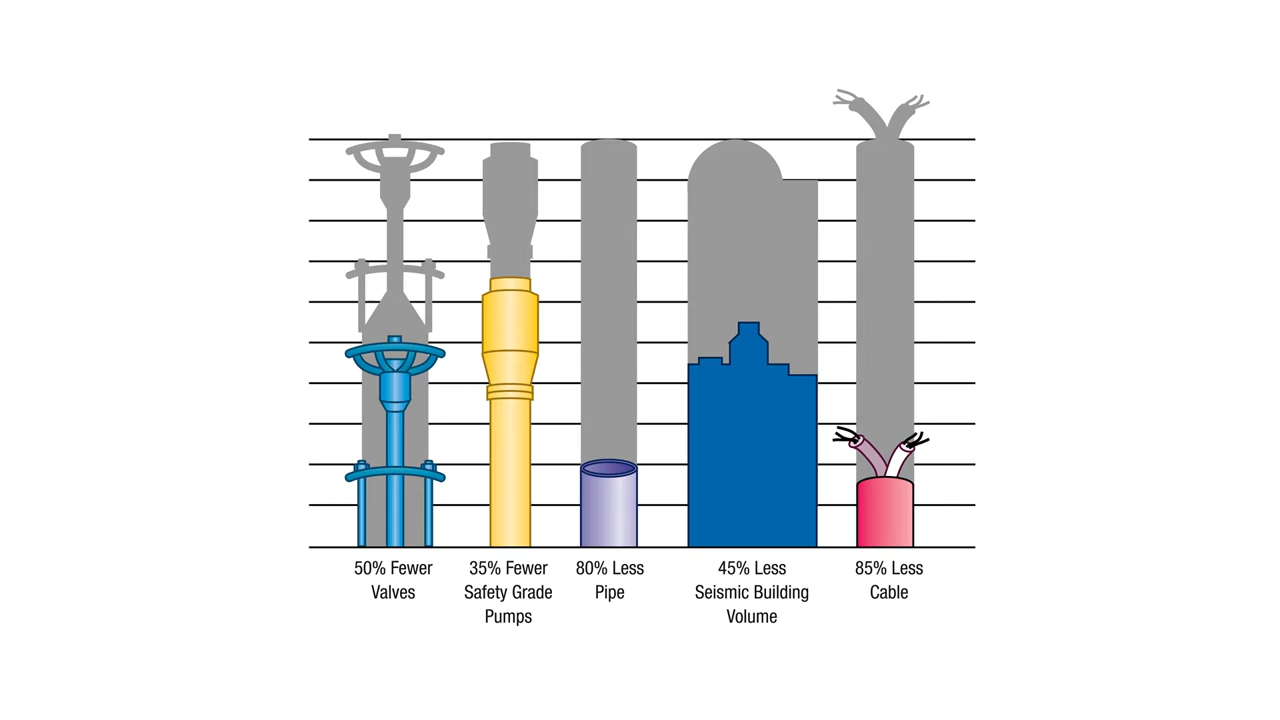 50% Fewer
Valves
35% Fewer
Safety Grade
Pumps
80% Less
Pipe
45% Less
Seismic Building
Volume
85% Less
Cable